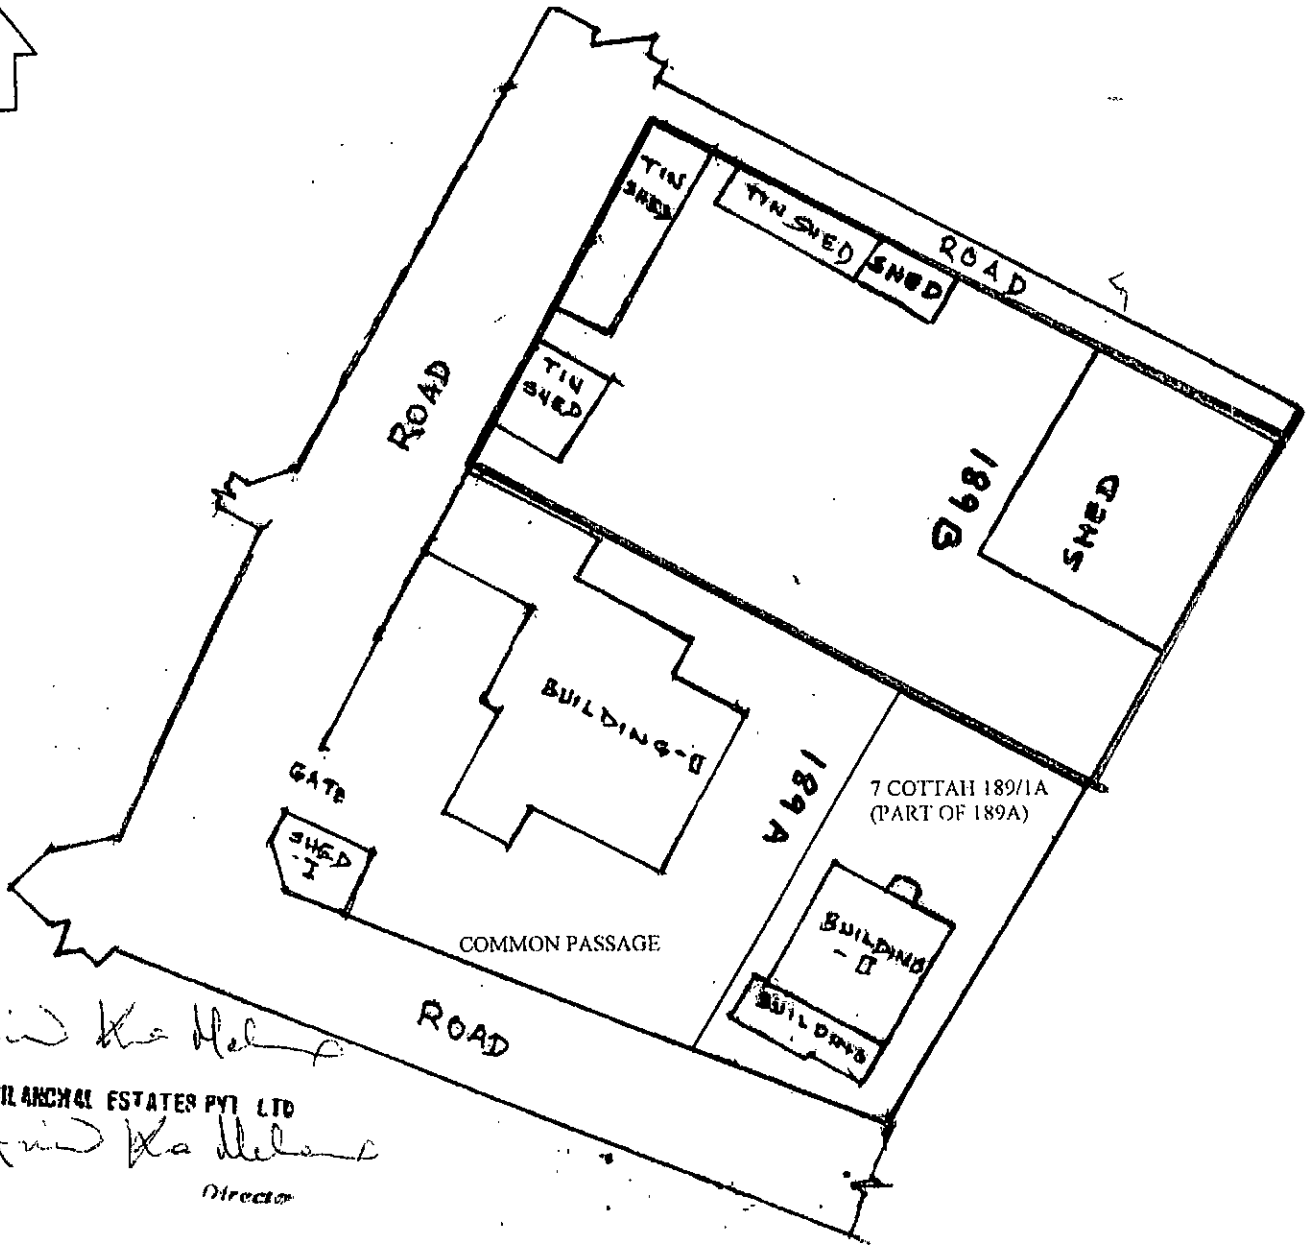 TIN
SHED
TIN SHED
SHED
ROAD
TIN
SHED
ROAD
189B
SHED
BUILDING-II
189A
7 COTTAH 189/1A
(PART OF 189A)
GATE
SHED
-I
BUILDING
-II
BUILDING
COMMON PASSAGE
ROAD
ESTATES PVT LTD
Director